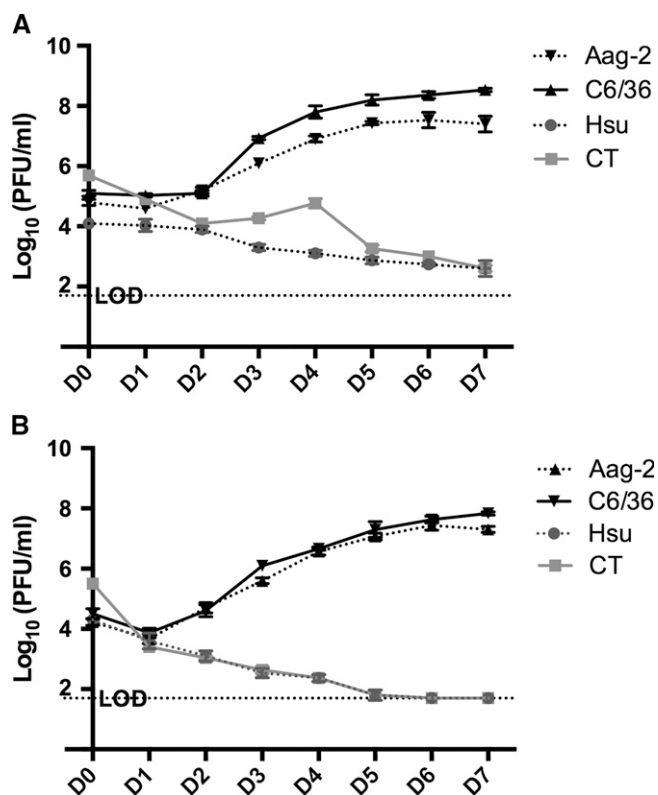 A
Log10 (PFU/ml)
10
8
6
4
2
LOD
D0 D1 D2 D3 D4 D5 D6 D7
Aag-2
C6/36
Hsu
CT
B
Log10 (PFU/ml)
10
8
6
4
2
LOD
D0 D1 D2 D3 D4 D5 D6 D7
Aag-2
C6/36
Hsu
CT